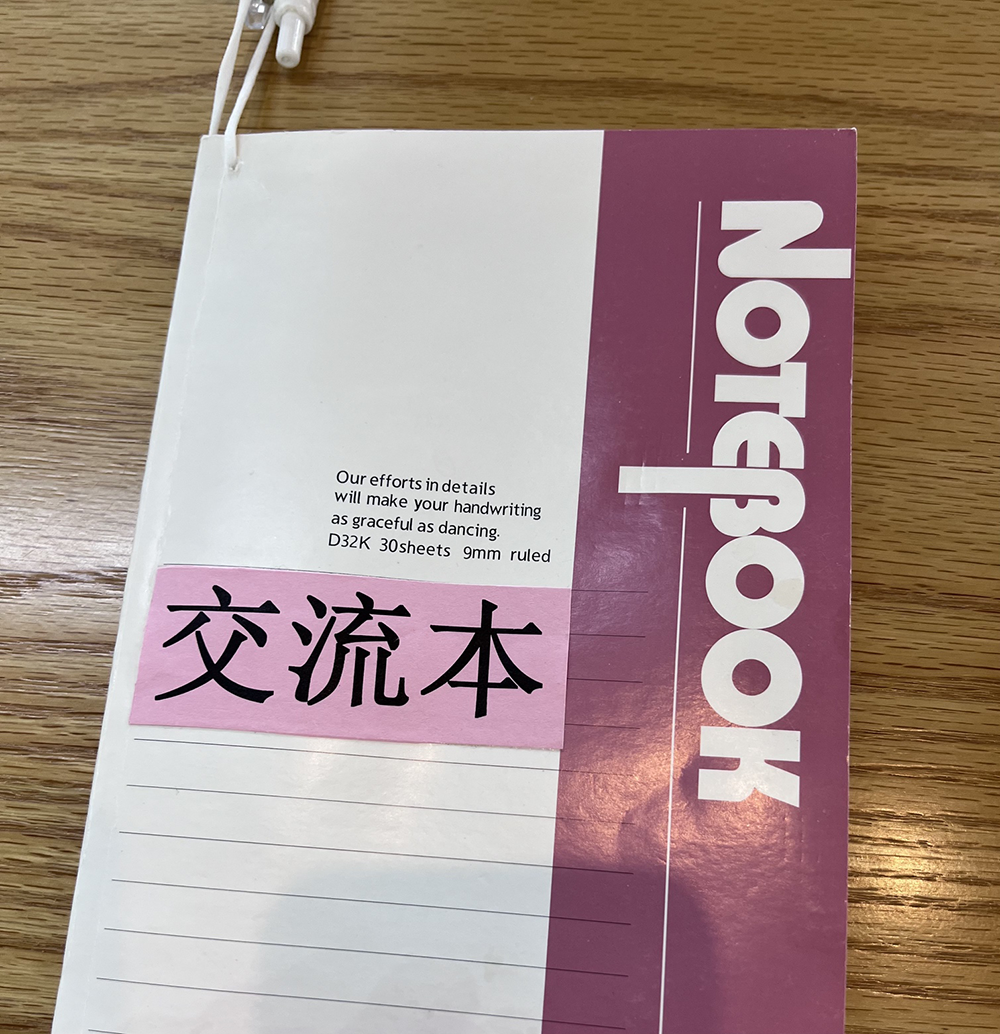 Our efforts in details
will make your handwriting
as graceful as dancing.
D32K 30sheets 9mm ruled
交流本
NOTEBOOK